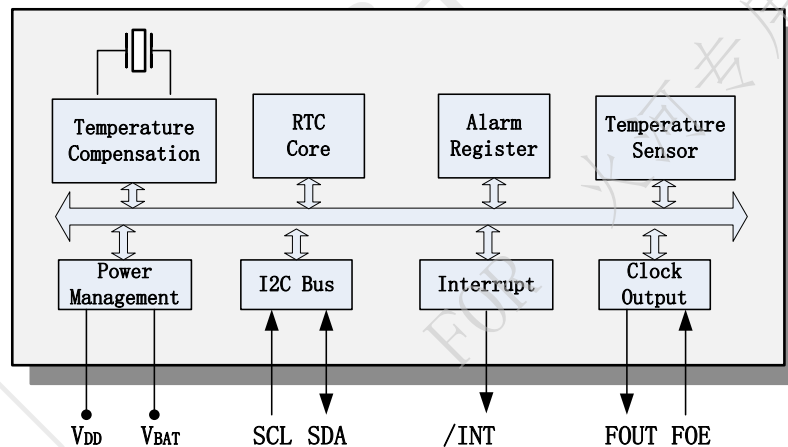 Temperature
Compensation
RTC
Core
Alarm
Register
Temperature
Sensor
Power
Management
I2C Bus
Interrupt
Clock
Output
VDD
VBAT
SCL
SDA
/INT
FOUT
FOE
FOR